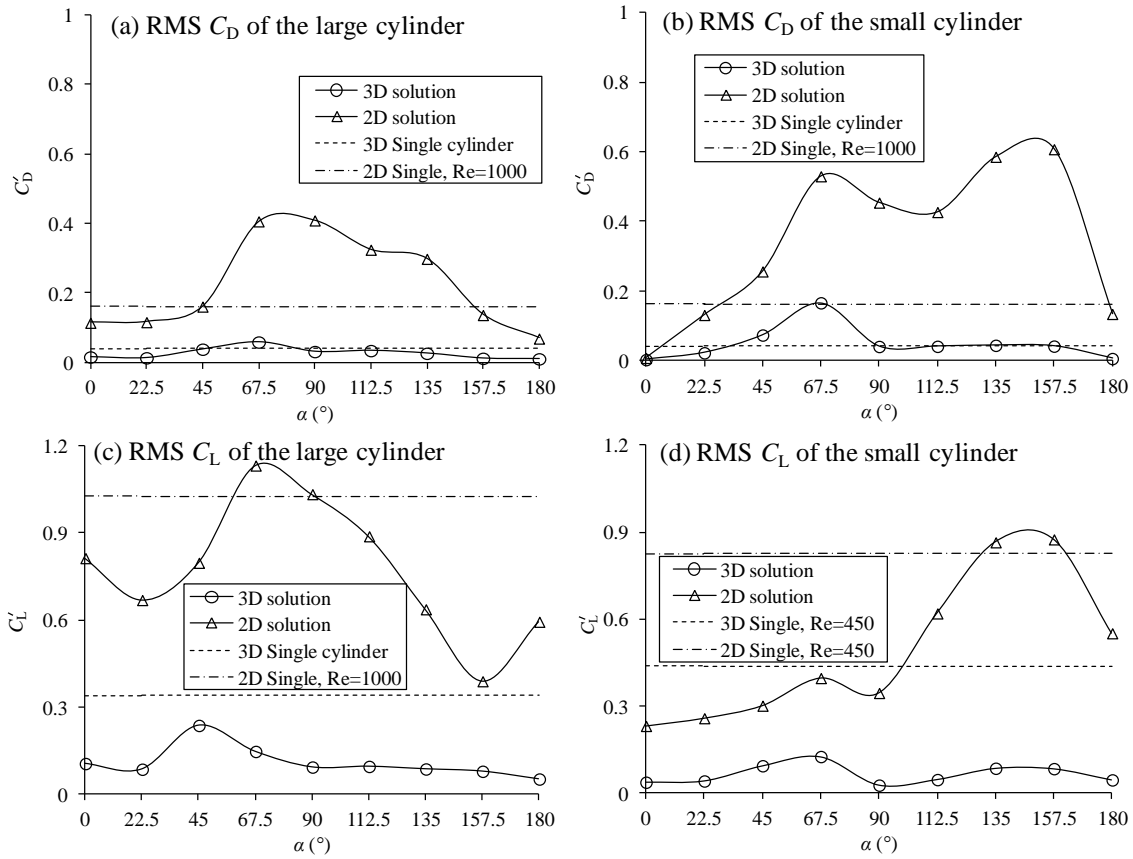 (a) RMS C_D of the large cylinder
3D solution
2D solution
3D Single cylinder
2D Single, Re=1000
C′_D
1
0.8
0.6
0.4
0.2
0
0 22.5 45 67.5 90 112.5 135 157.5 180
α (°)
(b) RMS C_D of the small cylinder
3D solution
2D solution
3D Single cylinder
2D Single, Re=1000
C′_D
1
0.8
0.6
0.4
0.2
0
0 22.5 45 67.5 90 112.5 135 157.5 180
α (°)
(c) RMS C_L of the large cylinder
3D solution
2D solution
3D Single cylinder
2D Single, Re=1000
C′_L
1.2
0.9
0.6
0.3
0
0 22.5 45 67.5 90 112.5 135 157.5 180
α (°)
(d) RMS C_L of the small cylinder
3D solution
2D solution
3D Single, Re=450
2D Single, Re=450
C′_L
1.2
0.9
0.6
0.3
0
0 22.5 45 67.5 90 112.5 135 157.5 180
α (°)